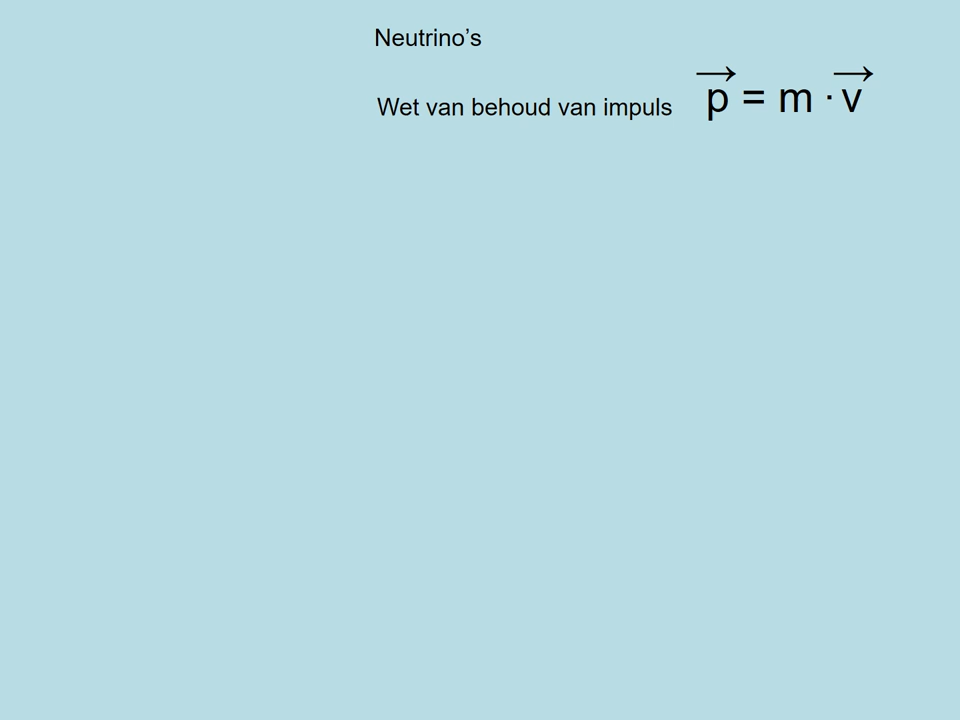 Neutrino’s
Wet van behoud van impuls p⃗ = m · v⃗